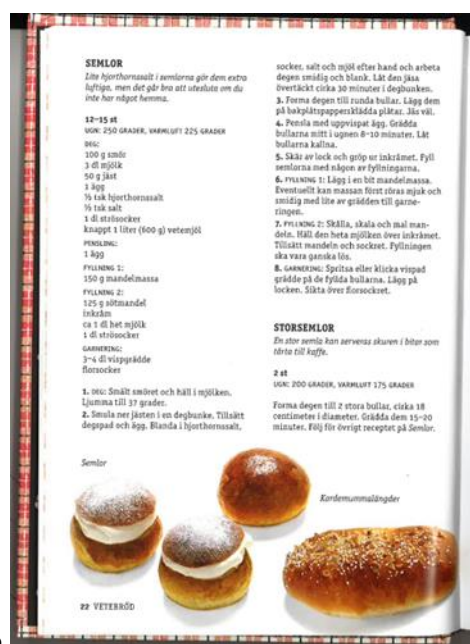 SEMLOR
Lite hjorthornssalt i semlorna gör dem extra
luftiga, men det går bra att utesluta om du
inte har något hemma.
12–15 st
UGN: 250 GRADER, VARMLUFT 225 GRADER
DEG:
100 g smör
3 dl mjölk
50 g jäst
1 ägg
½ tsk hjorthornssalt
½ tsk salt
1 dl strösocker
knappt 1 liter (600 g) vetemjöl
PENSLING:
1 ägg
FYLLNING 1:
150 g mandelmassa
FYLLNING 2:
125 g sötmandel
inkråm
ca 1 dl het mjölk
1 dl strösocker
GARNERING:
3–4 dl vispgrädde
florsocker
1. DEG: Smält smöret och häll i mjölken.
Ljumma till 37 grader.
2. Smula ner jästen i en degbunke. Tillsätt
degspad och ägg. Blanda i hjorthornssalt,
socker, salt och mjöl efter hand och arbeta
degen smidig och blank. Låt den jäsa
övertäckt cirka 30 minuter i degbunken.
3. Forma degen till runda bullar. Lägg dem
på bakplåtspappersklädda plåtar. Jäs väl.
4. Pensla med uppvispat ägg. Grädda
bullarna mitt i ugnen 8–10 minuter. Låt
bullarna kallna.
5. Skär av lock och gröp ur inkråmet. Fyll
semlorna med någon av fyllningarna.
6. FYLLNING 1: Lägg i en bit mandelmassa.
Eventuellt kan massan först röras mjuk och
smidig med lite av grädden till garne-
ringen.
7. FYLLNING 2: Skålla, skala och mal man-
deln. Häll den heta mjölken över inkråmet.
Tillsätt mandeln och sockret. Fyllningen
ska vara ganska lös.
8. GARNERING: Spritsa eller klicka vispad
grädde på de fyllda bullarna. Lägg på
locken. Sikta över florsockret.
STORSEMLOR
En stor semla kan serveras skuren i bitar som
tårta till kaffe.
2 st
UGN: 200 GRADER, VARMLUFT 175 GRADER
Forma degen till 2 stora bullar, cirka 18
centimeter i diameter. Grädda dem 15–20
minuter. Följ för övrigt receptet på Semlor.
Semlor
Kardemummalängder
22 VETEBRÖD